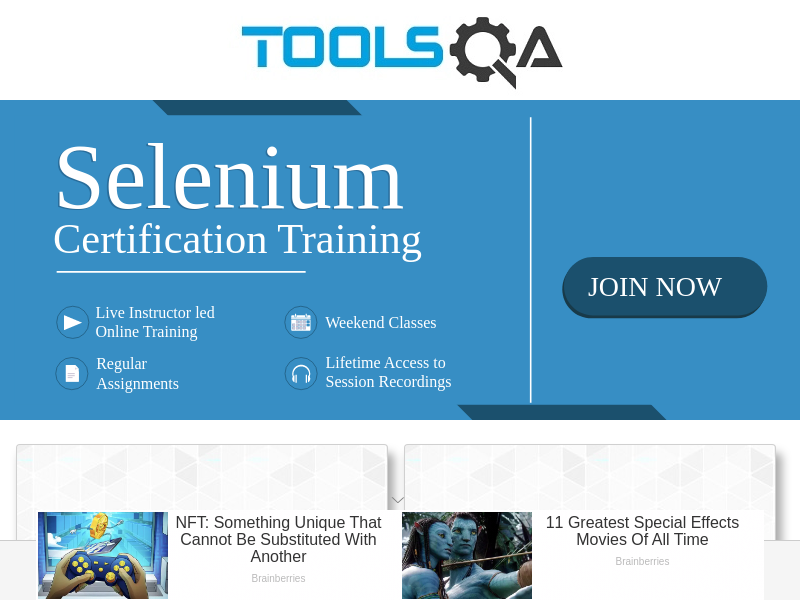 TOOLSQA
Selenium
Certification Training
JOIN NOW
Live Instructor led
Online Training
Weekend Classes
Regular
Assignments
Lifetime Access to
Session Recordings
NFT: Something Unique That
Cannot Be Substituted With
Another
Brainberries
11 Greatest Special Effects
Movies Of All Time
Brainberries